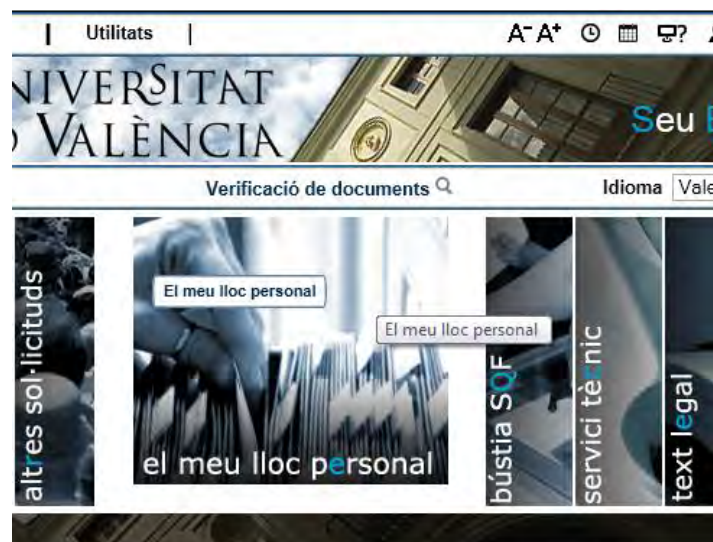 Utilitats
A- A+
?
NIVERSITAT
VALÈNCIA
Seu
Verificació de documents
Idioma
Vale
altres sol·licituds
El meu lloc personal
El meu lloc personal
el meu lloc personal
bústia SQF
servici tècnic
text legal